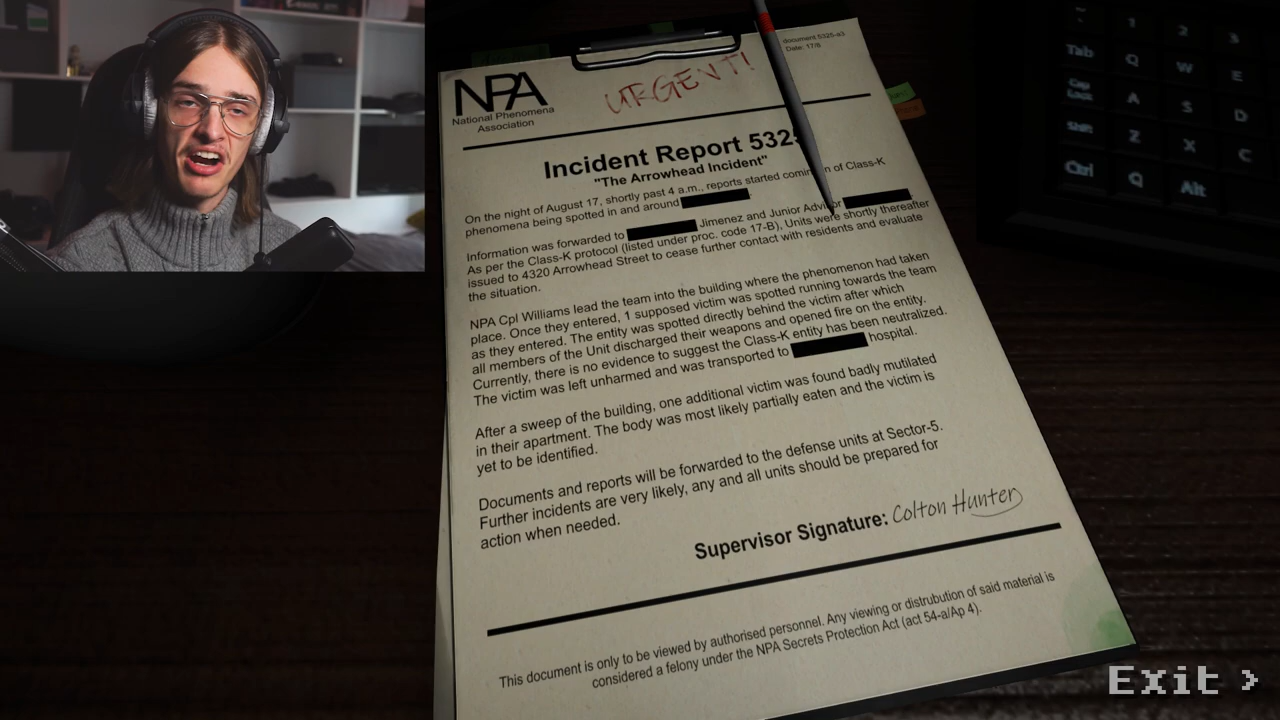 document:5325-a3
Date: 17/8
URGENT!
NPA
National Phenomena
Association
Incident Report 532
"The Arrowhead Incident"
On the night of August 17, shortly past 4 a.m., reports started of Class-K
phenomena being spotted in and around
Information was forwarded to Jimenez and Junior
As per the Class-K protocol (listed under proc. code 17-B), Units were shortly thereafter
issued to 4320 Arrowhead Street to cease further contact with residents and evaluate
the situation.
NPA Cpl Williams lead the team into the building where the phenomenon had taken
place. Once they entered, 1 supposed victim was spotted running towards the team
as they entered. The entity was spotted directly behind the victim after which
all members of the Unit discharged their weapons and opened fire on the entity.
Currently, there is no evidence to suggest the Class-K entity has been neutralized.
The victim was left unharmed and was transported to hospital.
After a sweep of the building, one additional victim was found badly mutilated
in their apartment. The body was most likely partially eaten and the victim is
yet to be identified.
Documents and reports will be forwarded to the defense units at Sector-5.
Further incidents are very likely, any and all units should be prepared for
action when needed.
Supervisor Signature: Colton Hunter
This document is only to be viewed by authorised personnel. Any viewing or distrubution of said material is
considered a felony under the NPA Secrets Protection Act (act 54-a/Ap 4).
1 2 3
Tab Q W E
Cap Lock A S D
Shift Z X C
Ctrl Q Alt
Exit >